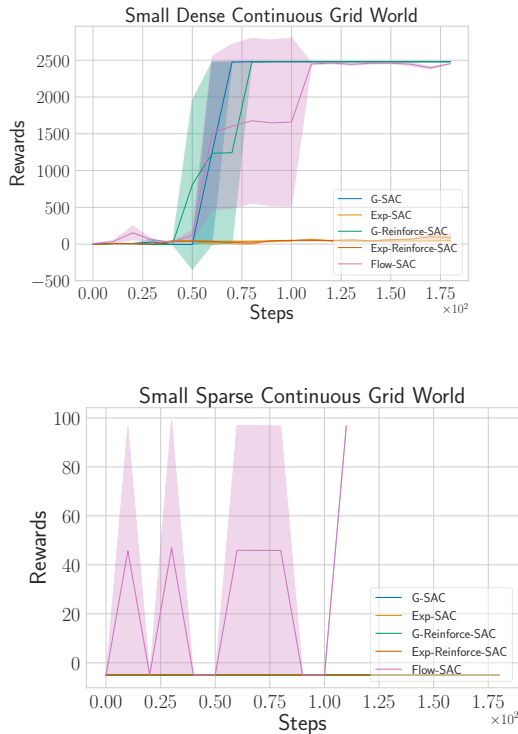 Small Dense Continuous Grid World
2500
2000
1500
1000
500
0
−500
Rewards
G-SAC
Exp-SAC
G-Reinforce-SAC
Exp-Reinforce-SAC
Flow-SAC
0.00 0.25 0.50 0.75 1.00 1.25 1.50 1.75
×10²
Steps
Small Sparse Continuous Grid World
100
80
60
40
20
0
Rewards
G-SAC
Exp-SAC
G-Reinforce-SAC
Exp-Reinforce-SAC
Flow-SAC
0.00 0.25 0.50 0.75 1.00 1.25 1.50 1.75
×10²
Steps